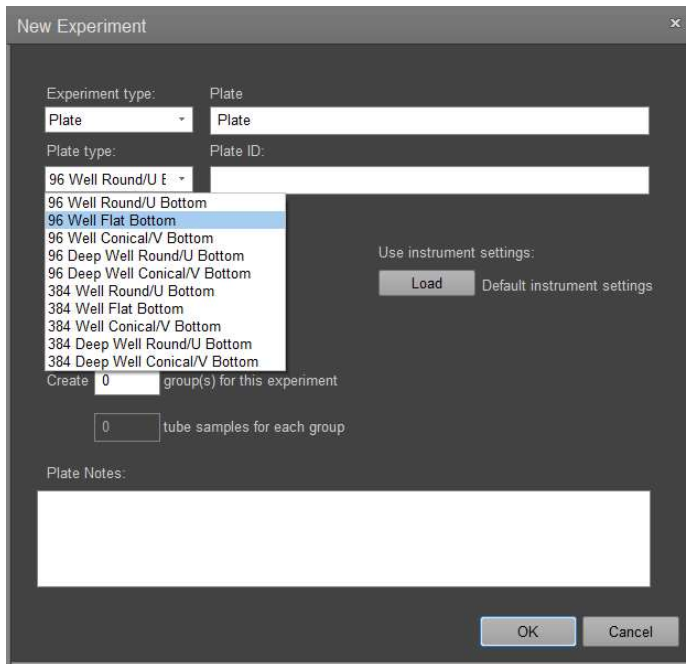 New Experiment
x
Experiment type: Plate
Plate Plate
Plate type: Plate ID:
96 Well Round/U
96 Well Round/U Bottom
96 Well Flat Bottom
96 Well Conical/V Bottom
96 Deep Well Round/U Bottom
96 Deep Well Conical/V Bottom
384 Well Round/U Bottom
384 Well Flat Bottom
384 Well Conical/V Bottom
384 Deep Well Round/U Bottom
384 Deep Well Conical/V Bottom
Use instrument settings:
Load Default instrument settings
Create 0 group(s) for this experiment
0 tube samples for each group
Plate Notes:
OK Cancel